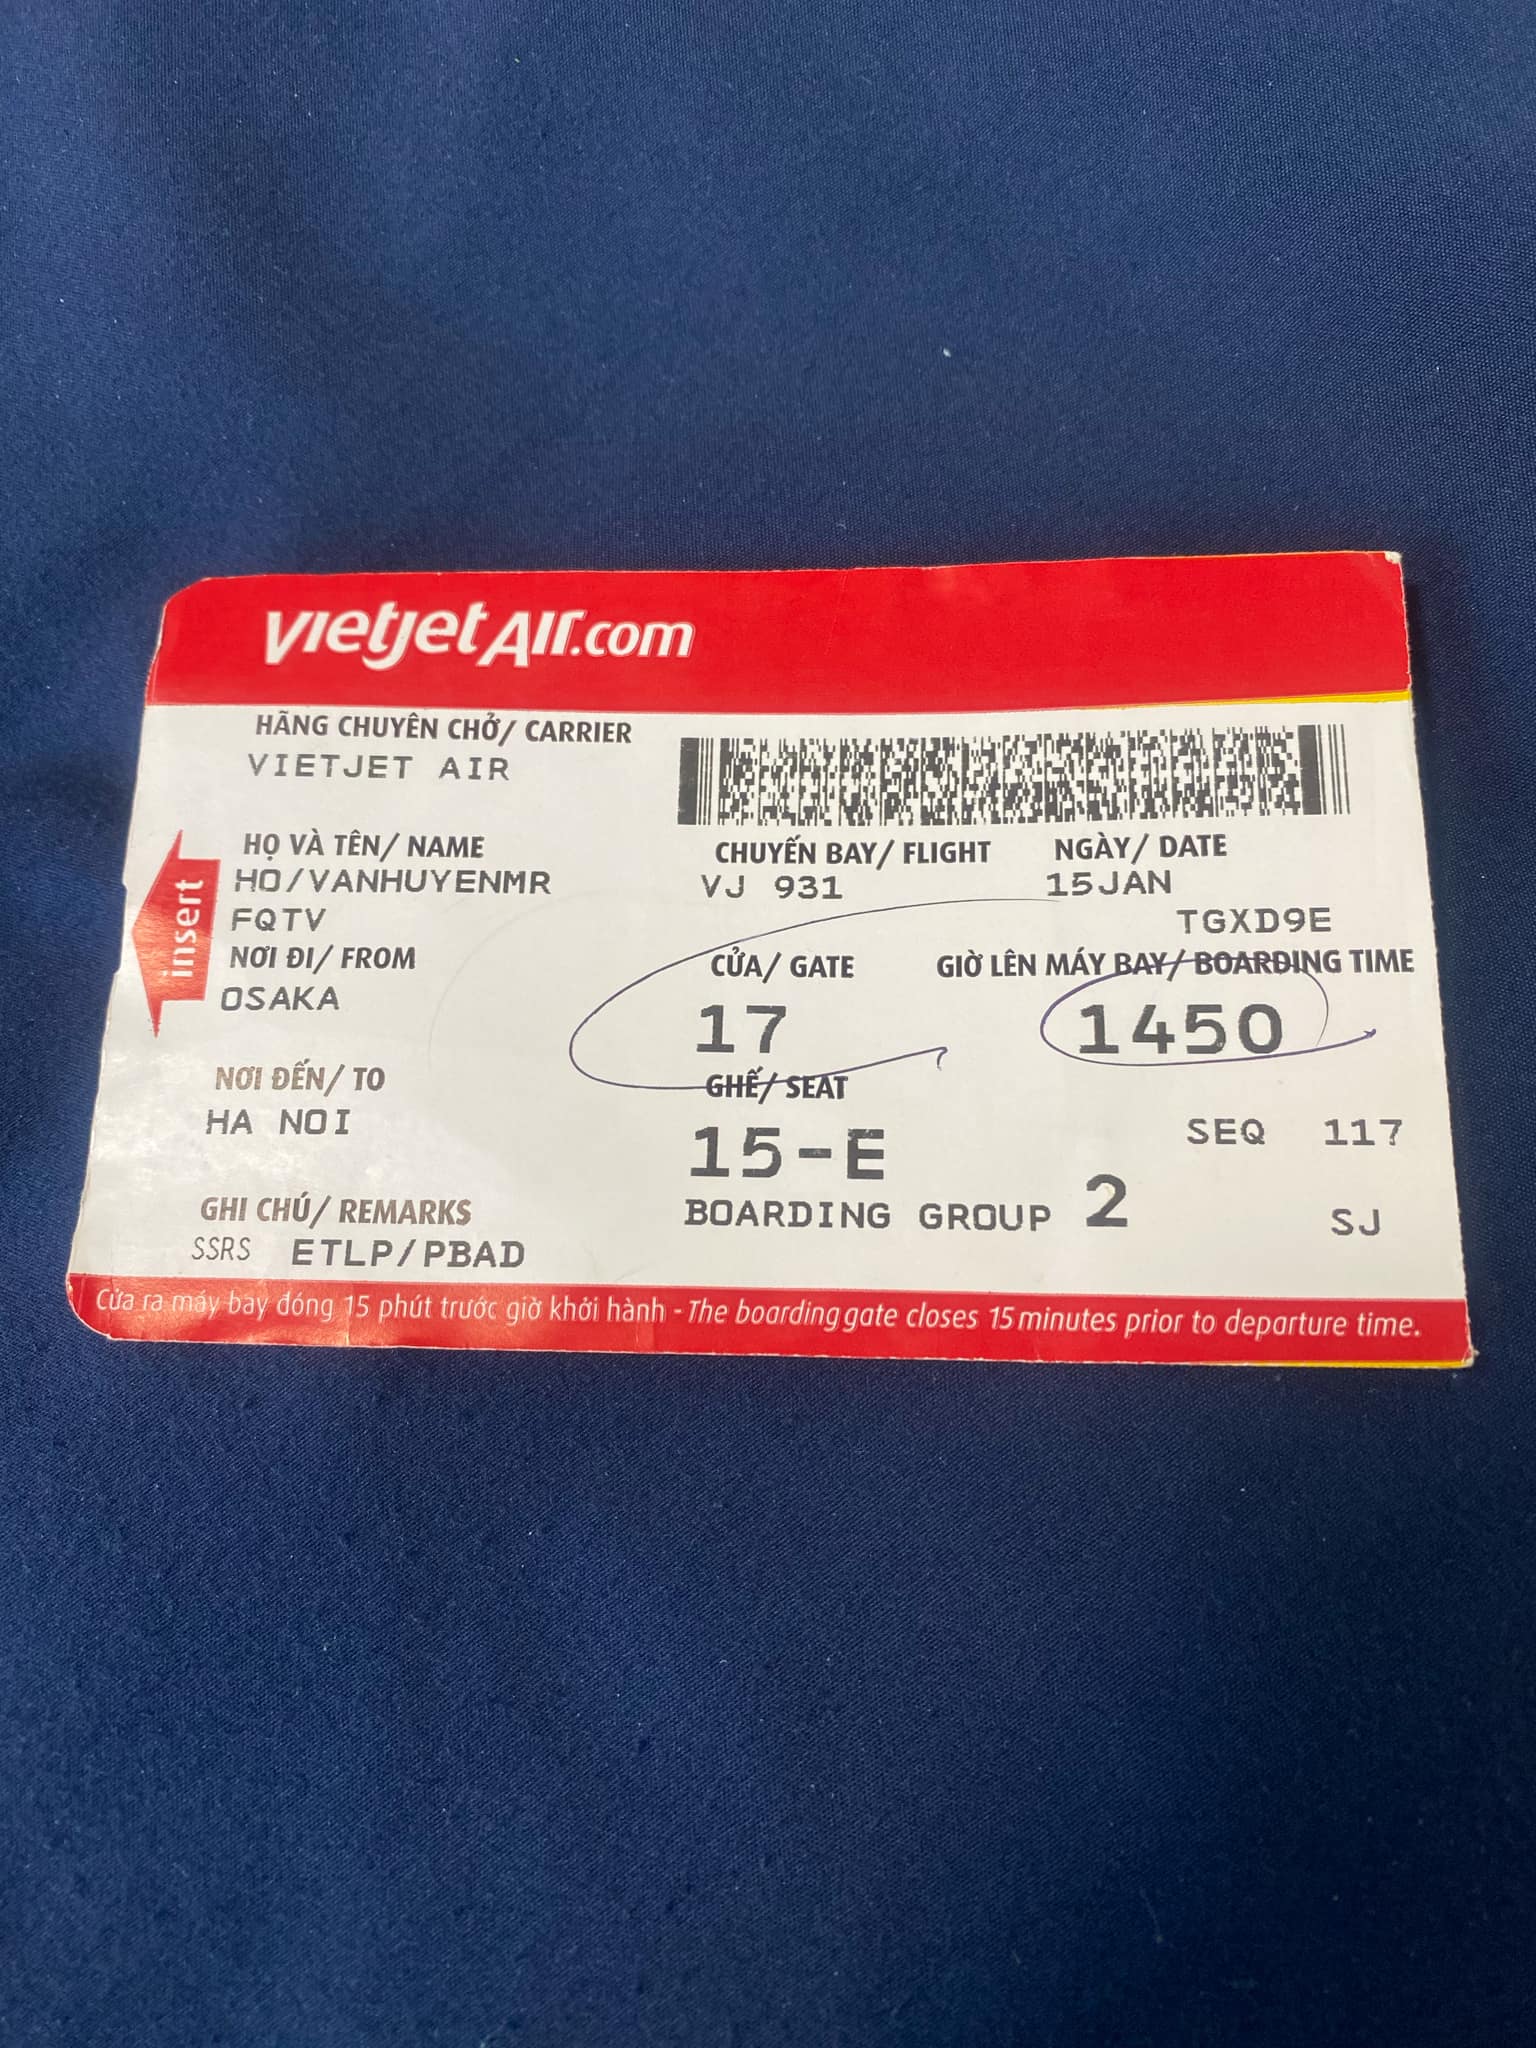 vietjetAir.com
HÃNG CHUYÊN CHỞ/ CARRIER
VIETJET AIR
HỌ VÀ TÊN/ NAME
CHUYẾN BAY/ FLIGHT
NGÀY/ DATE
HO/VANHUYENMR
VJ 931
15JAN
insert
FQTV
TGXD9E
NƠI ĐI/ FROM
CỬA/ GATE
GIỜ LÊN MÁY BAY/ BOARDING TIME
OSAKA
17
1450
NƠI ĐẾN/ TO
GHẾ/ SEAT
HA NOI
15-E
SEQ 117
GHI CHÚ/ REMARKS
BOARDING GROUP 2
SJ
SSRS ETLP/PBAD
Cửa ra máy bay đóng 15 phút trước giờ khởi hành - The boarding gate closes 15 minutes prior to departure time.